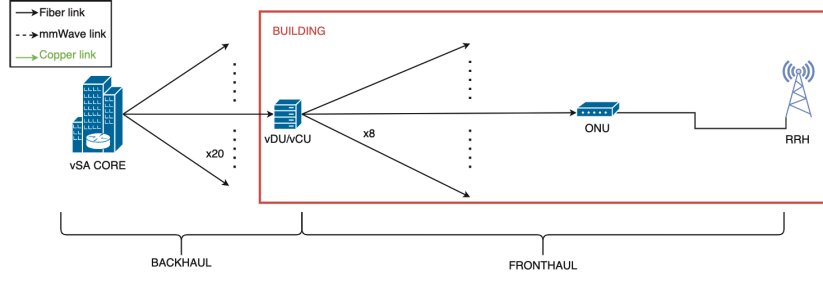 Fiber link
mmWave link
Copper link
BUILDING
vSA CORE
x20
vDU/vCU
x8
ONU
RRH
BACKHAUL
FRONTHAUL